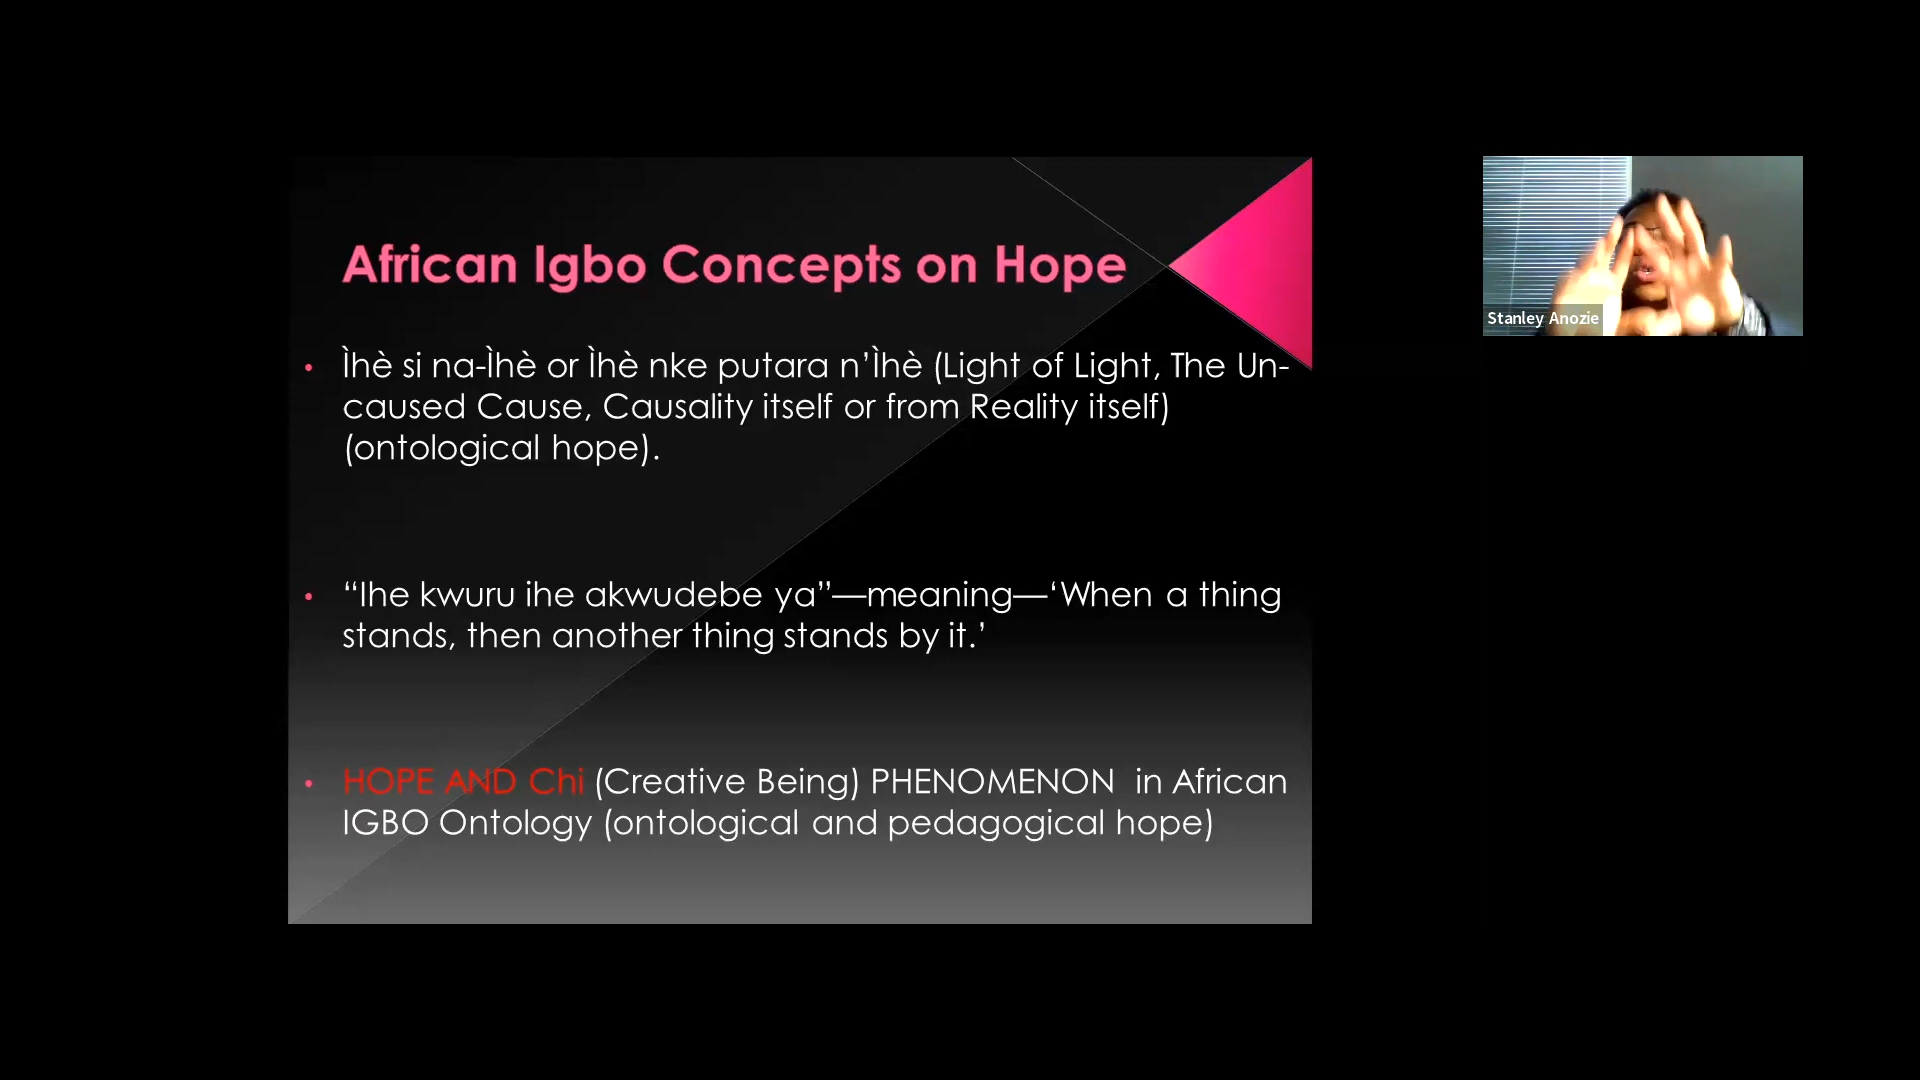 African Igbo Concepts on Hope
• Ìhè si na-Ìhè or Ìhè nke putara n’Ìhè (Light of Light, The Un-
caused Cause, Causality itself or from Reality itself)
(ontological hope).
• “Ihe kwuru ihe akwudebe ya”—meaning—‘When a thing
stands, then another thing stands by it.’
• HOPE AND Chi (Creative Being) PHENOMENON in African
IGBO Ontology (ontological and pedagogical hope)
Stanley Anozie